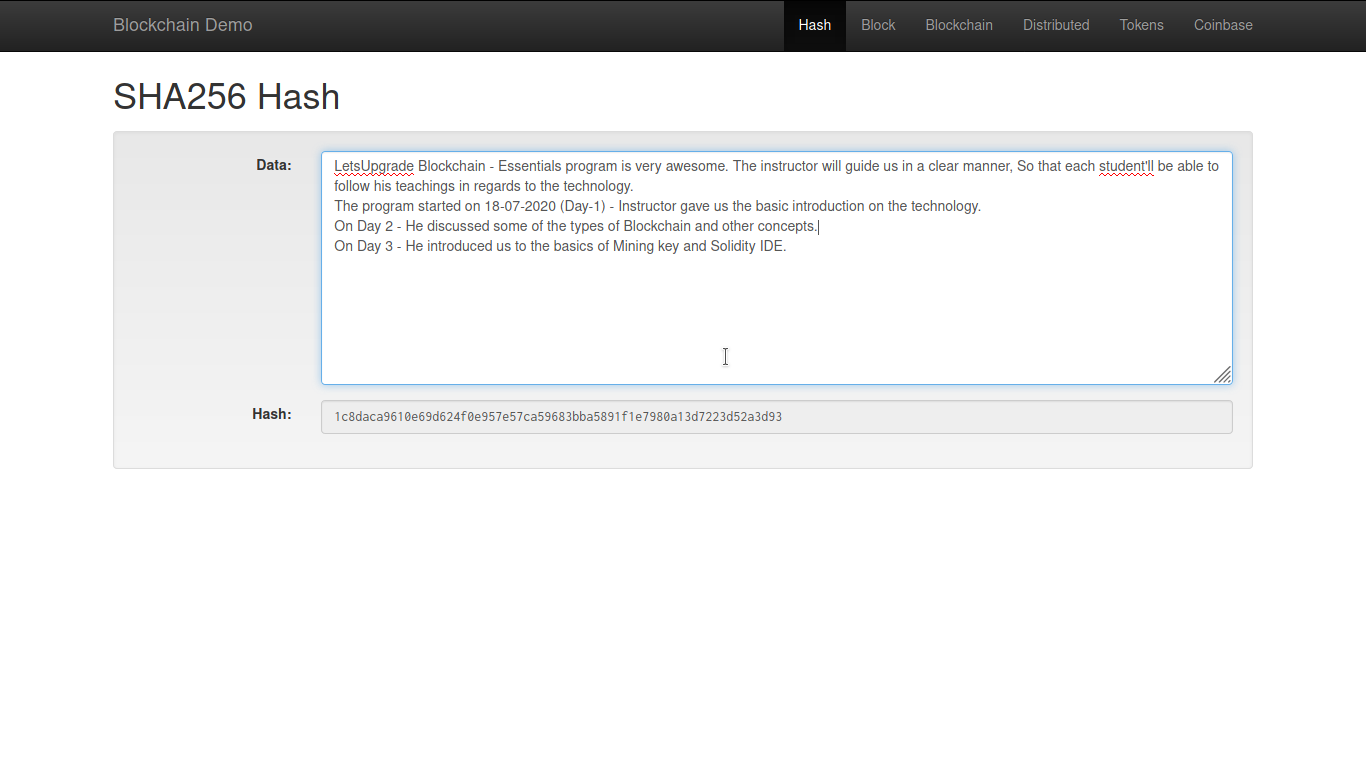 Blockchain Demo
Hash
Block
Blockchain
Distributed
Tokens
Coinbase
SHA256 Hash
Data:
LetsUpgrade Blockchain - Essentials program is very awesome. The instructor will guide us in a clear manner, So that each student'll be able to
follow his teachings in regards to the technology.
The program started on 18-07-2020 (Day-1) - Instructor gave us the basic introduction on the technology.
On Day 2 - He discussed some of the types of Blockchain and other concepts.
On Day 3 - He introduced us to the basics of Mining key and Solidity IDE.
Hash:
1c8daca9610e69d624f0e957e57ca59683bba5891f1e7980a13d7223d52a3d93